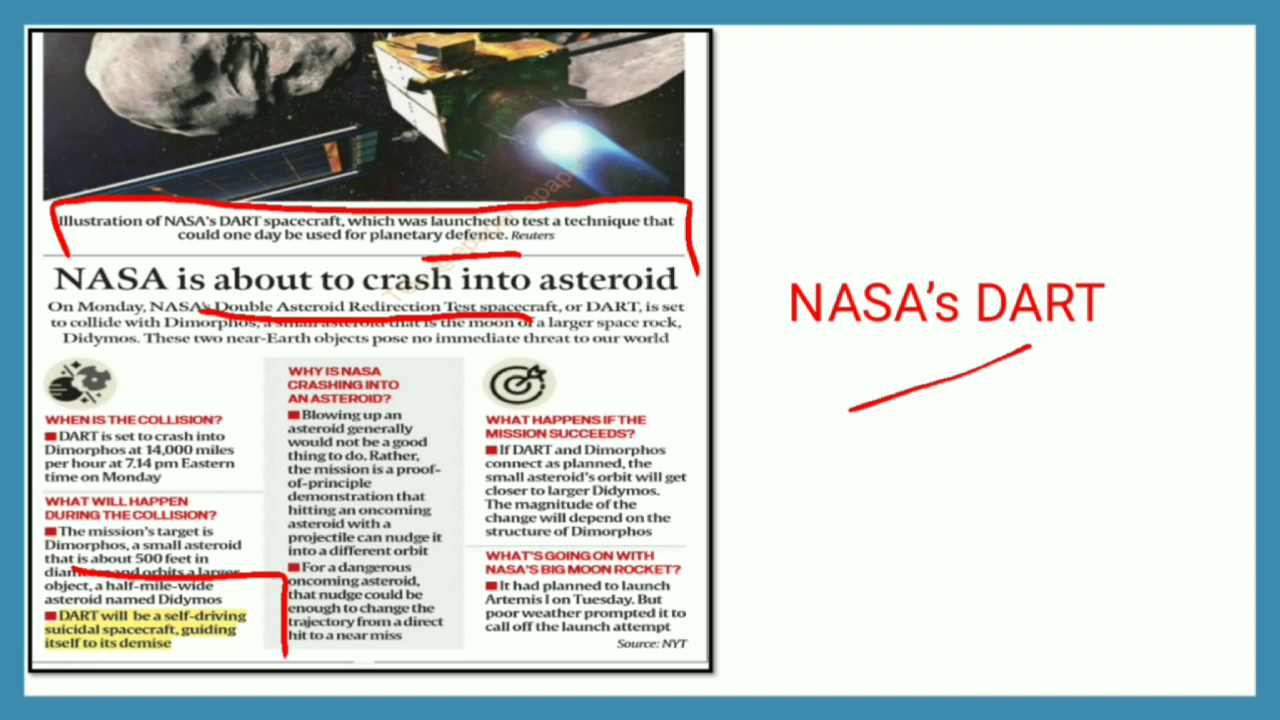 Illustration of NASA's DART spacecraft, which was launched to test a technique that
could one day be used for planetary defence. Reuters
NASA is about to crash into asteroid
On Monday, NASA's Double Asteroid Redirection Test spacecraft, or DART, is set
to collide with Dimorphos, a small asteroid that is the moon of a larger space rock,
Didymos. These two near-Earth objects pose no immediate threat to our world
WHEN IS THE COLLISION?
DART is set to crash into
Dimorphos at 14,000 miles
per hour at 7.14 pm Eastern
time on Monday
WHAT WILL HAPPEN
DURING THE COLLISION?
The mission's target is
Dimorphos, a small asteroid
that is about 500 feet in
diameter and orbits a larger
object, a half-mile-wide
asteroid named Didymos
DART will be a self-driving
suicidal spacecraft, guiding
itself to its demise
WHY IS NASA
CRASHING INTO
AN ASTEROID?
Blowing up an
asteroid generally
would not be a good
thing to do. Rather,
the mission is a proof-
of-principle
demonstration that
hitting an oncoming
asteroid with a
projectile can nudge it
into a different orbit
For a dangerous
oncoming asteroid,
that nudge could be
enough to change the
trajectory from a direct
hit to a near miss
WHAT HAPPENS IF THE
MISSION SUCCEEDS?
If DART and Dimorphos
connect as planned, the
small asteroid's orbit will get
closer to larger Didymos.
The magnitude of the
change will depend on the
structure of Dimorphos
WHAT'S GOING ON WITH
NASA'S BIG MOON ROCKET?
It had planned to launch
Artemis I on Tuesday. But
poor weather prompted it to
call off the launch attempt
Source: NYT
NASA's DART